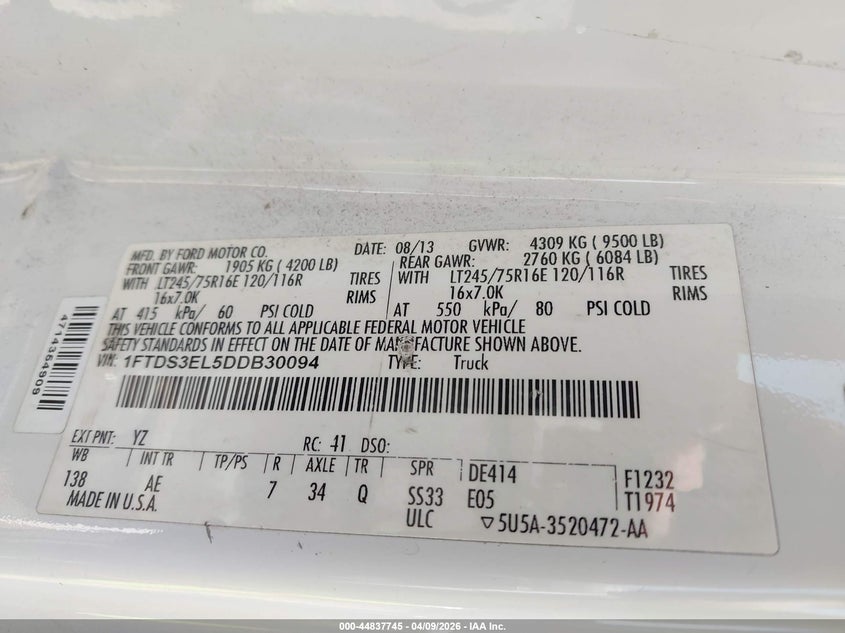 MFD. BY FORD MOTOR CO. DATE: 08/13 GVWR: 4309 KG ( 9500 LB)
FRONT GAWR: 1905 KG ( 4200 LB) REAR GAWR: 2760 KG ( 6084 LB)
WITH LT245/75R16E 120/116R TIRES WITH LT245/75R16E 120/116R TIRES
16x7.0K RIMS 16x7.0K RIMS
AT 415 kPa/ 60 PSI COLD AT 550 kPa/ 80 PSI COLD
THIS VEHICLE CONFORMS TO ALL APPLICABLE FEDERAL MOTOR VEHICLE
SAFETY STANDARDS IN EFFECT ON THE DATE OF MANUFACTURE SHOWN ABOVE.
VIN: 1FTDS3EL5DDB30094 TYPE: Truck
EXT PNT: YZ RC: 41 DSO:
WB INT TR TP/PS R AXLE TR SPR DE414 F1232
138 AE 7 34 Q SS33 E05 T1974
MADE IN U.S.A. ULC ▽5U5A-3520472-AA
4714364909
000-44837745 - 04/09/2026 - IAA Inc.